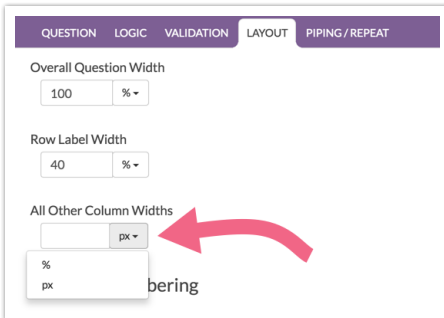 QUESTION LOGIC VALIDATION LAYOUT PIPING / REPEAT
Overall Question Width
100 %
Row Label Width
40 %
All Other Column Widths
px
%
px
bering